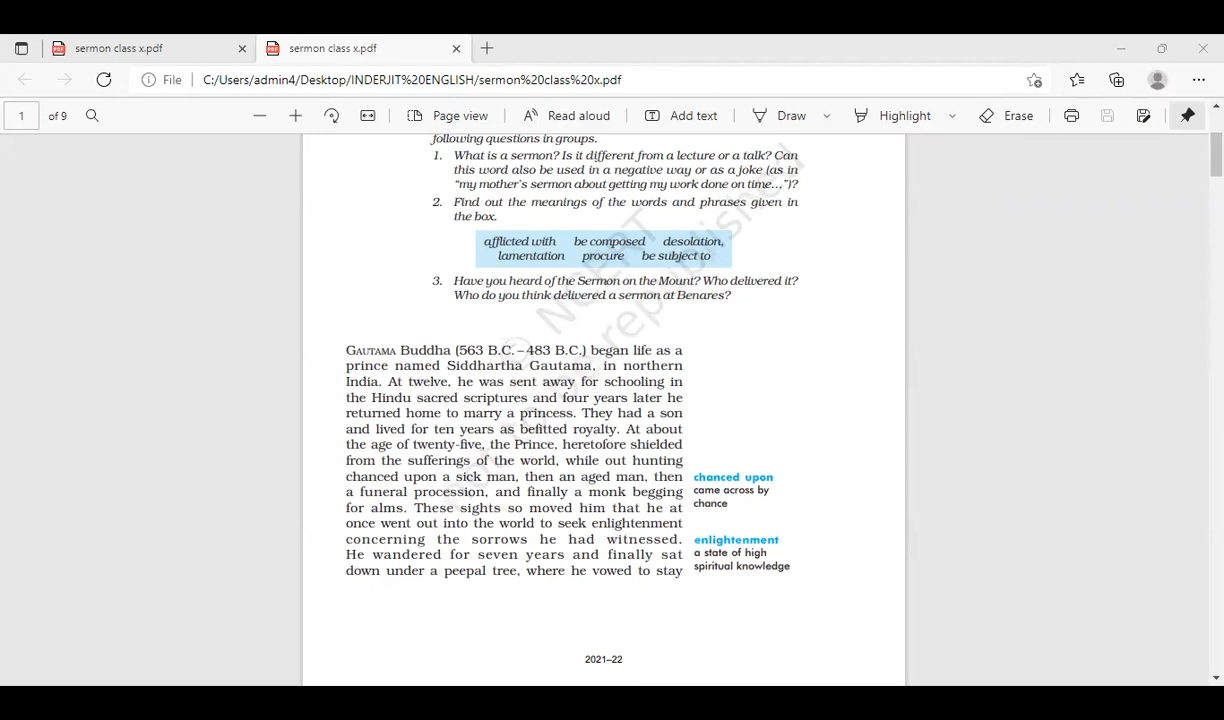 sermon class x.pdf
sermon class x.pdf
File
C:/Users/admin4/Desktop/INDERJIT%20ENGLISH/sermon%20class%20x.pdf
1 of 9
Page view
Read aloud
Add text
Draw
Highlight
Erase
following questions in groups.
1. What is a sermon? Is it different from a lecture or a talk? Can
this word also be used in a negative way or as a joke (as in
“my mother's sermon about getting my work done on time...”)?
2. Find out the meanings of the words and phrases given in
the box.
afflicted with be composed desolation,
lamentation procure be subject to
3. Have you heard of the Sermon on the Mount? Who delivered it?
Who do you think delivered a sermon at Benares?
GAUTAMA Buddha (563 B.C. – 483 B.C.) began life as a
prince named Siddhartha Gautama, in northern
India. At twelve, he was sent away for schooling in
the Hindu sacred scriptures and four years later he
returned home to marry a princess. They had a son
and lived for ten years as befitted royalty. At about
the age of twenty-five, the Prince, heretofore shielded
from the sufferings of the world, while out hunting
chanced upon a sick man, then an aged man, then
a funeral procession, and finally a monk begging
for alms. These sights so moved him that he at
once went out into the world to seek enlightenment
concerning the sorrows he had witnessed.
He wandered for seven years and finally sat
down under a peepal tree, where he vowed to stay
chanced upon
came across by
chance
enlightenment
a state of high
spiritual knowledge
© NCERT
not to be republished
2021–22